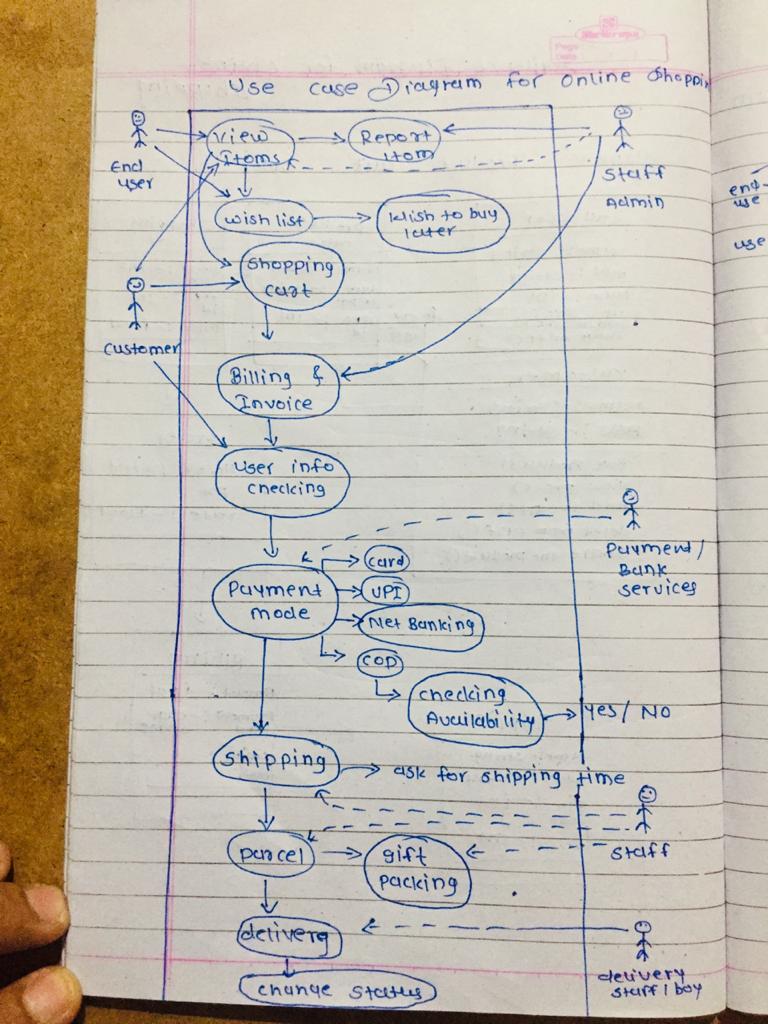 Page
Date
Use case Diagram for Online Shoppin
End
user
View
items
Report
itom
Staff
Admin
wish list
Wish to buy
later
shopping
cart
customer
Billing &
Invoice
User info
checking
Payment/
Bank
services
Payment
mode
card
UPI
Net Banking
COD
checking
Availability
Yes/ NO
shipping
ask for shipping time
staff
parcel
gift
packing
delivery
delivery
staff/boy
change status
end
use
use